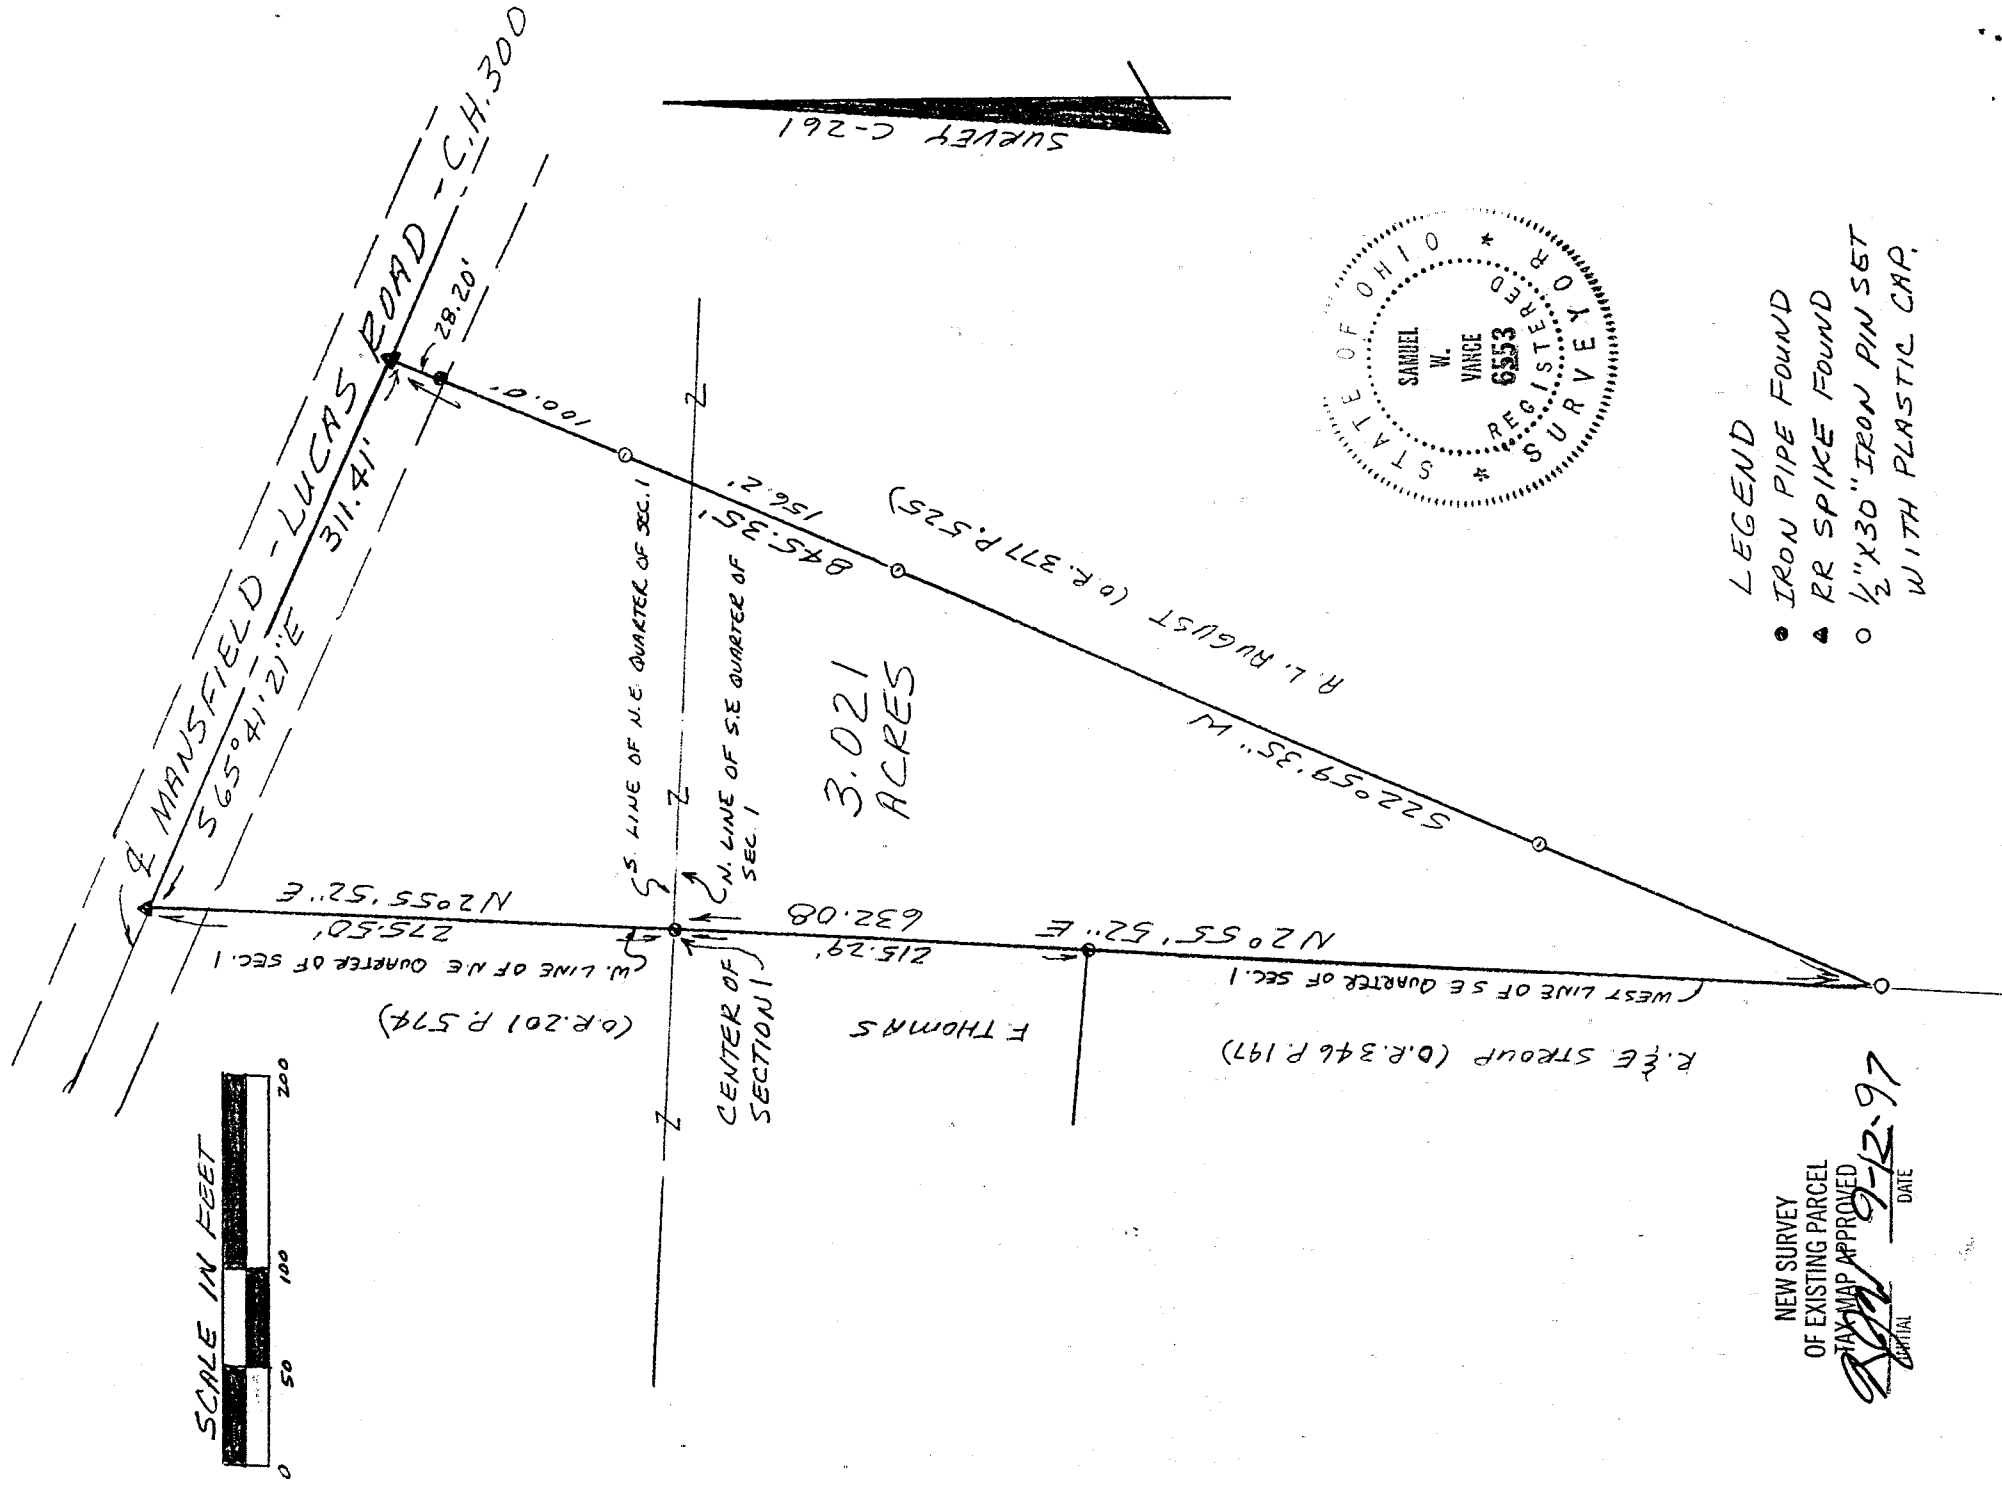 ₵ MANSFIELD - LUCAS ROAD - C.H. 300
S 65° 41' 21" E
311.41'
28.20'
100.0'
156.2'
845.35'
S 22° 59' 35" W
R. L. AUGUST (O.R. 377 P. 525)
SURVEY C-261
N 2° 55' 52" E
275.50'
W. LINE OF N.E. QUARTER OF SEC. 1
(O.R. 201 P. 574)
S. LINE OF N.E. QUARTER OF SEC. 1
N. LINE OF S.E. QUARTER OF
SEC. 1
CENTER OF
SECTION 1
3.021
ACRES
632.08
215.29'
F. THOMAS
N 2° 55' 52" E
WEST LINE OF S.E. QUARTER OF SEC. 1
R. & E. STROUP (O.R. 346 P. 197)
SCALE IN FEET
0 50 100 200
STATE OF OHIO
SAMUEL
W.
VANCE
6553
REGISTERED
* SURVEYOR *
LEGEND
● IRON PIPE FOUND
▲ RR SPIKE FOUND
○ 1/2" X 30" IRON PIN SET
WITH PLASTIC CAP.
NEW SURVEY
OF EXISTING PARCEL
TAX MAP APPROVED
9-12-97
INITIAL DATE